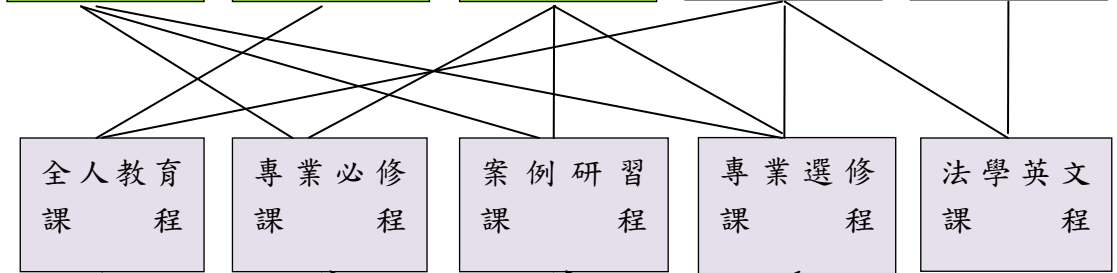 全人教育
課程
專業必修
課程
案例研習
課程
專業選修
課程
法學英文
課程